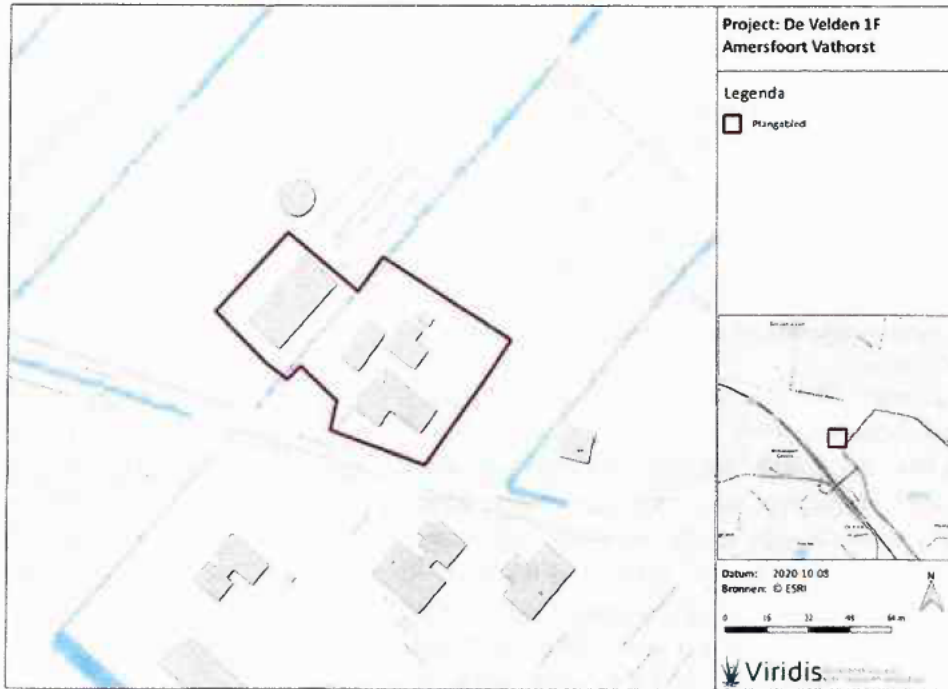 Project: De Velden 1F
Amersfoort Vathorst
Legenda
Plangebied
Datum: 2020-10-08
Bronnen: © ESRI
N
0 16 32 48 64 m
Viridis